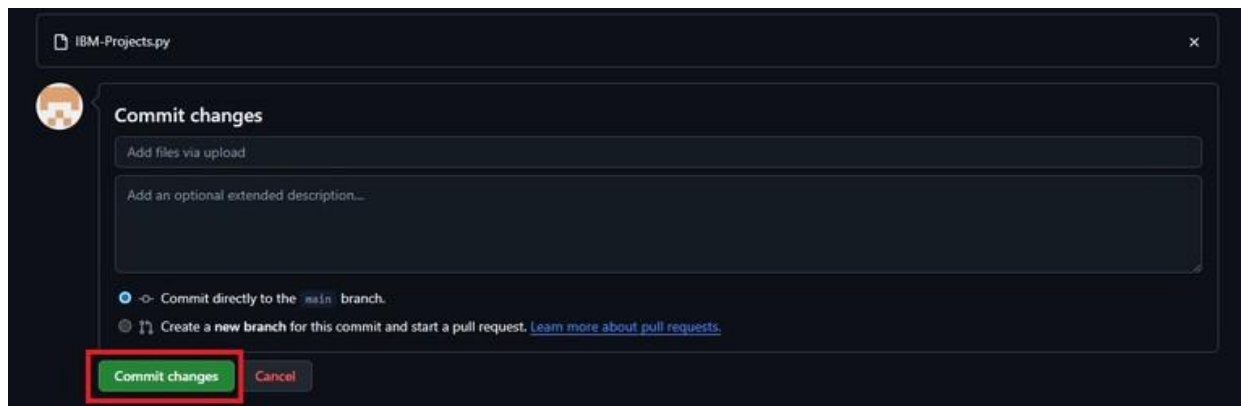 IBM-Projects.py
Commit changes
Add files via upload
Add an optional extended description...
Commit directly to the main branch.
Create a new branch for this commit and start a pull request. Learn more about pull requests.
Commit changes Cancel